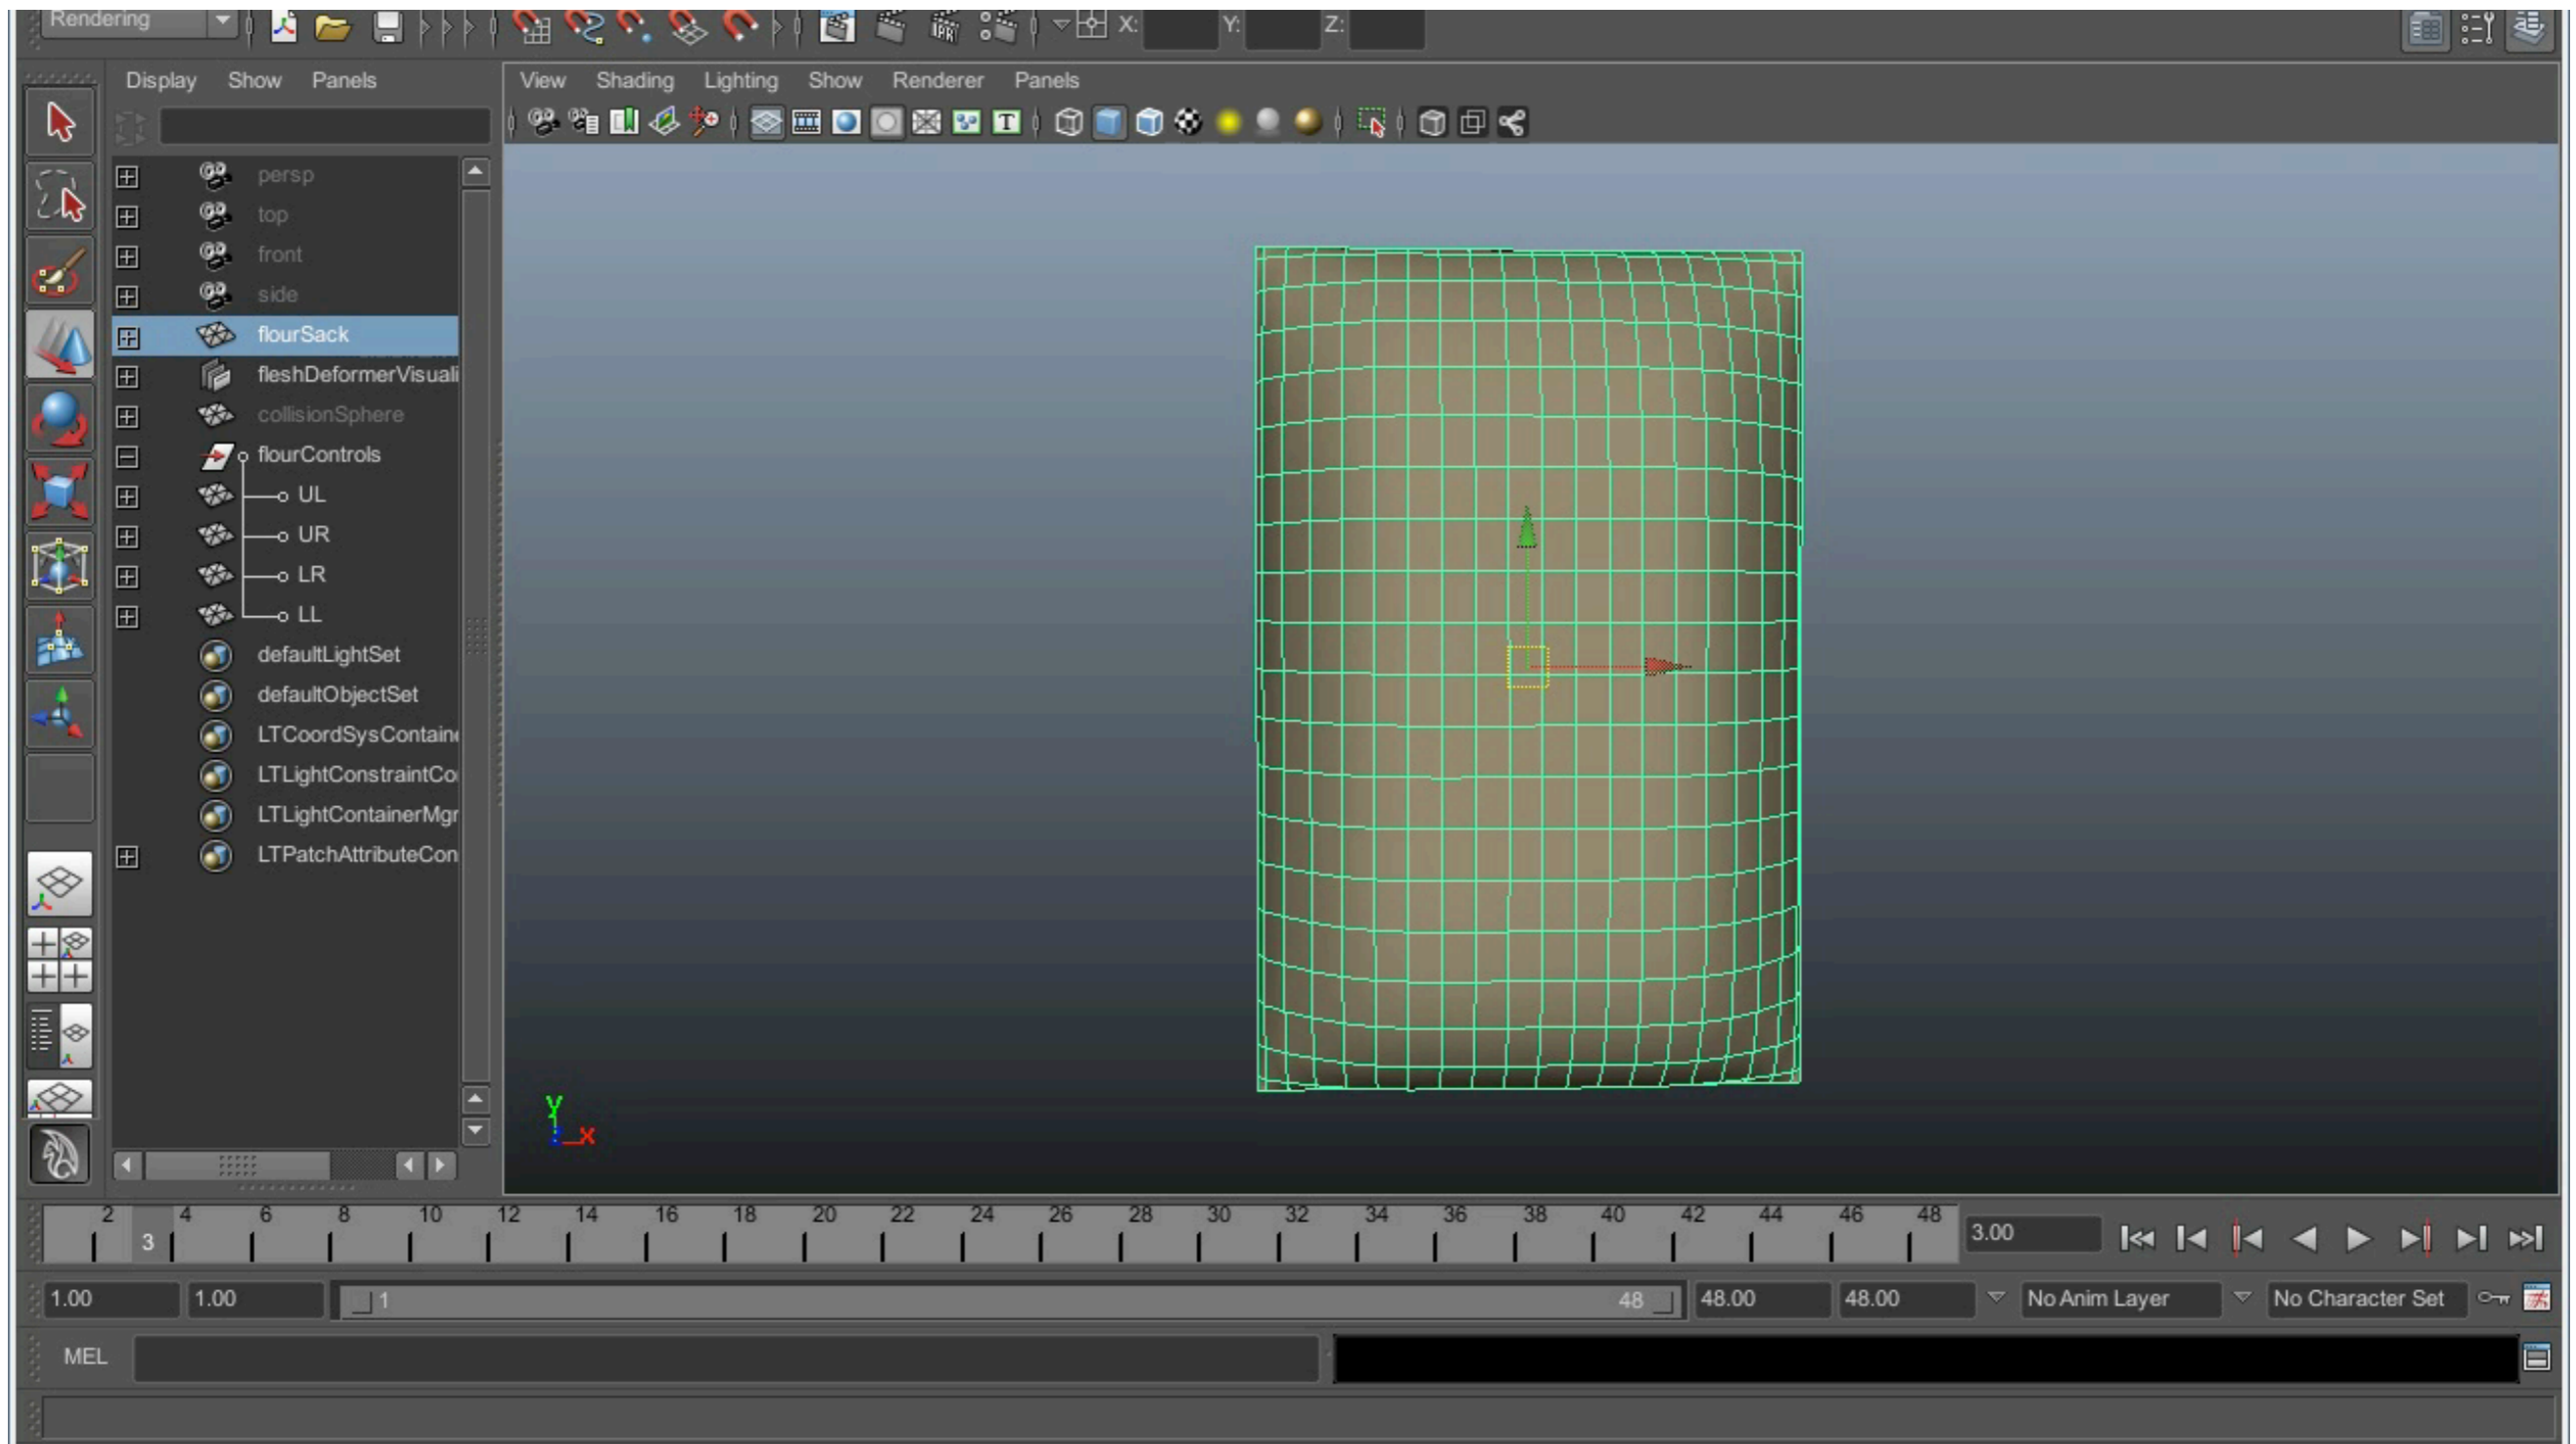 Rendering
X:
Y:
Z:
Display Show Panels
View Shading Lighting Show Renderer Panels
IPR
T
persp
top
front
side
flourSack
fleshDeformerVisuali
collisionSphere
flourControls
UL
UR
LR
LL
defaultLightSet
defaultObjectSet
LTCoordSysContaine
LTLightConstraintCo
LTLightContainerMgr
LTPatchAttributeCon
y
z x
2 4 6 8 10 12 14 16 18 20 22 24 26 28 30 32 34 36 38 40 42 44 46 48
3
3.00
1.00 1.00 1 48 48.00 48.00 No Anim Layer No Character Set
MEL